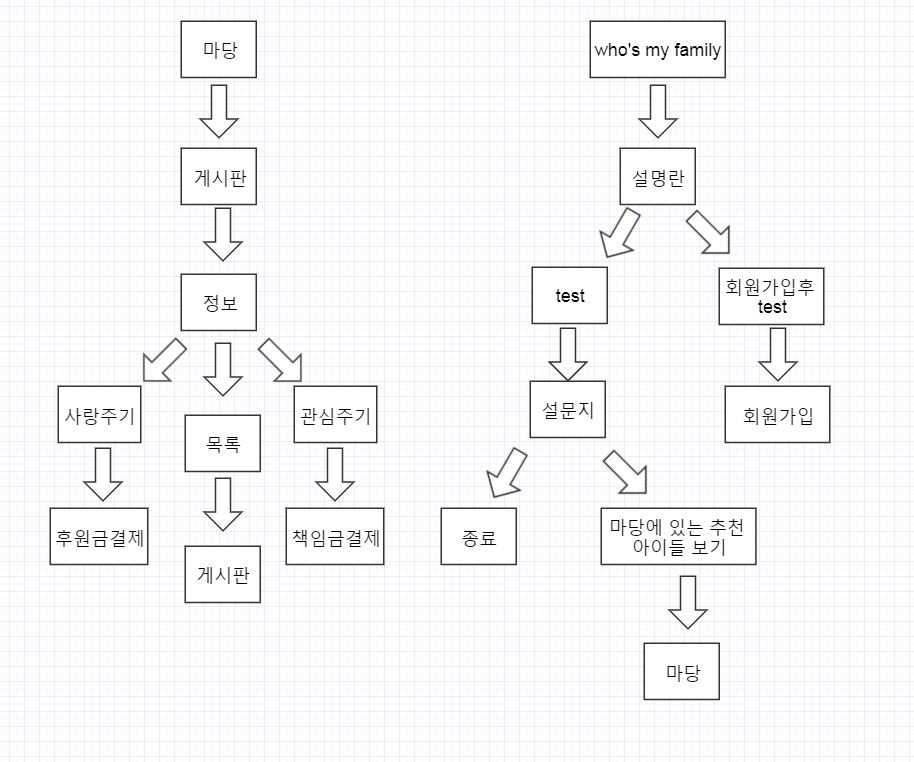 마당
게시판
정보
사랑주기
목록
관심주기
후원금결제
게시판
책임금결제
who's my family
설명란
test
회원가입후
test
설문지
회원가입
종료
마당에 있는 추천
아이들 보기
마당